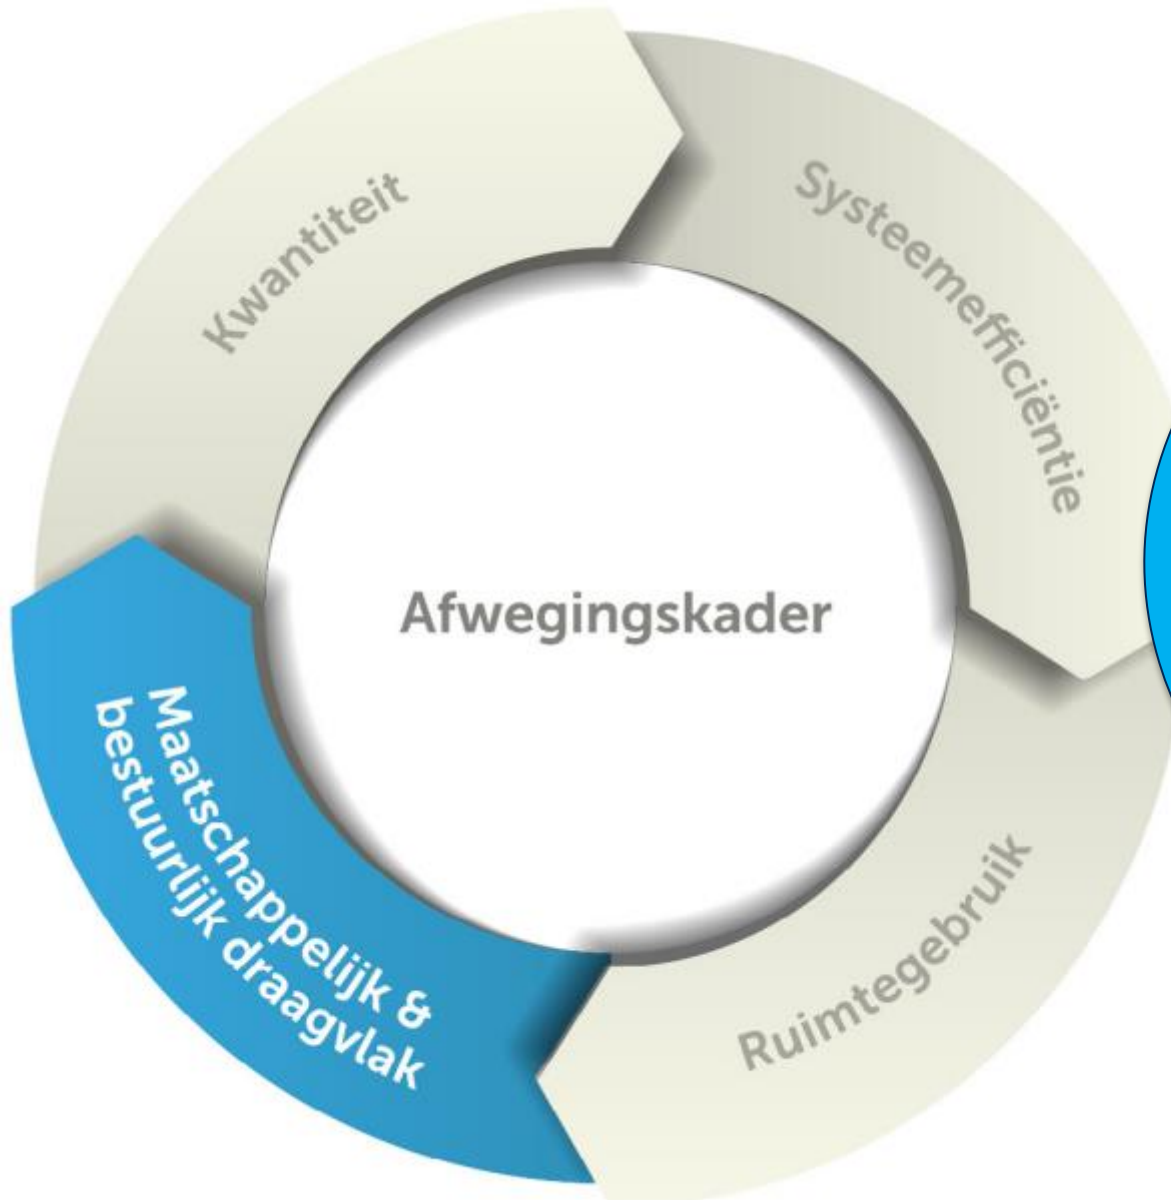 Kwantiteit
Systeemefficiëntie
Afwegingskader
Maatschappelijk &
bestuurlijk draagvlak
Ruimtegebruik